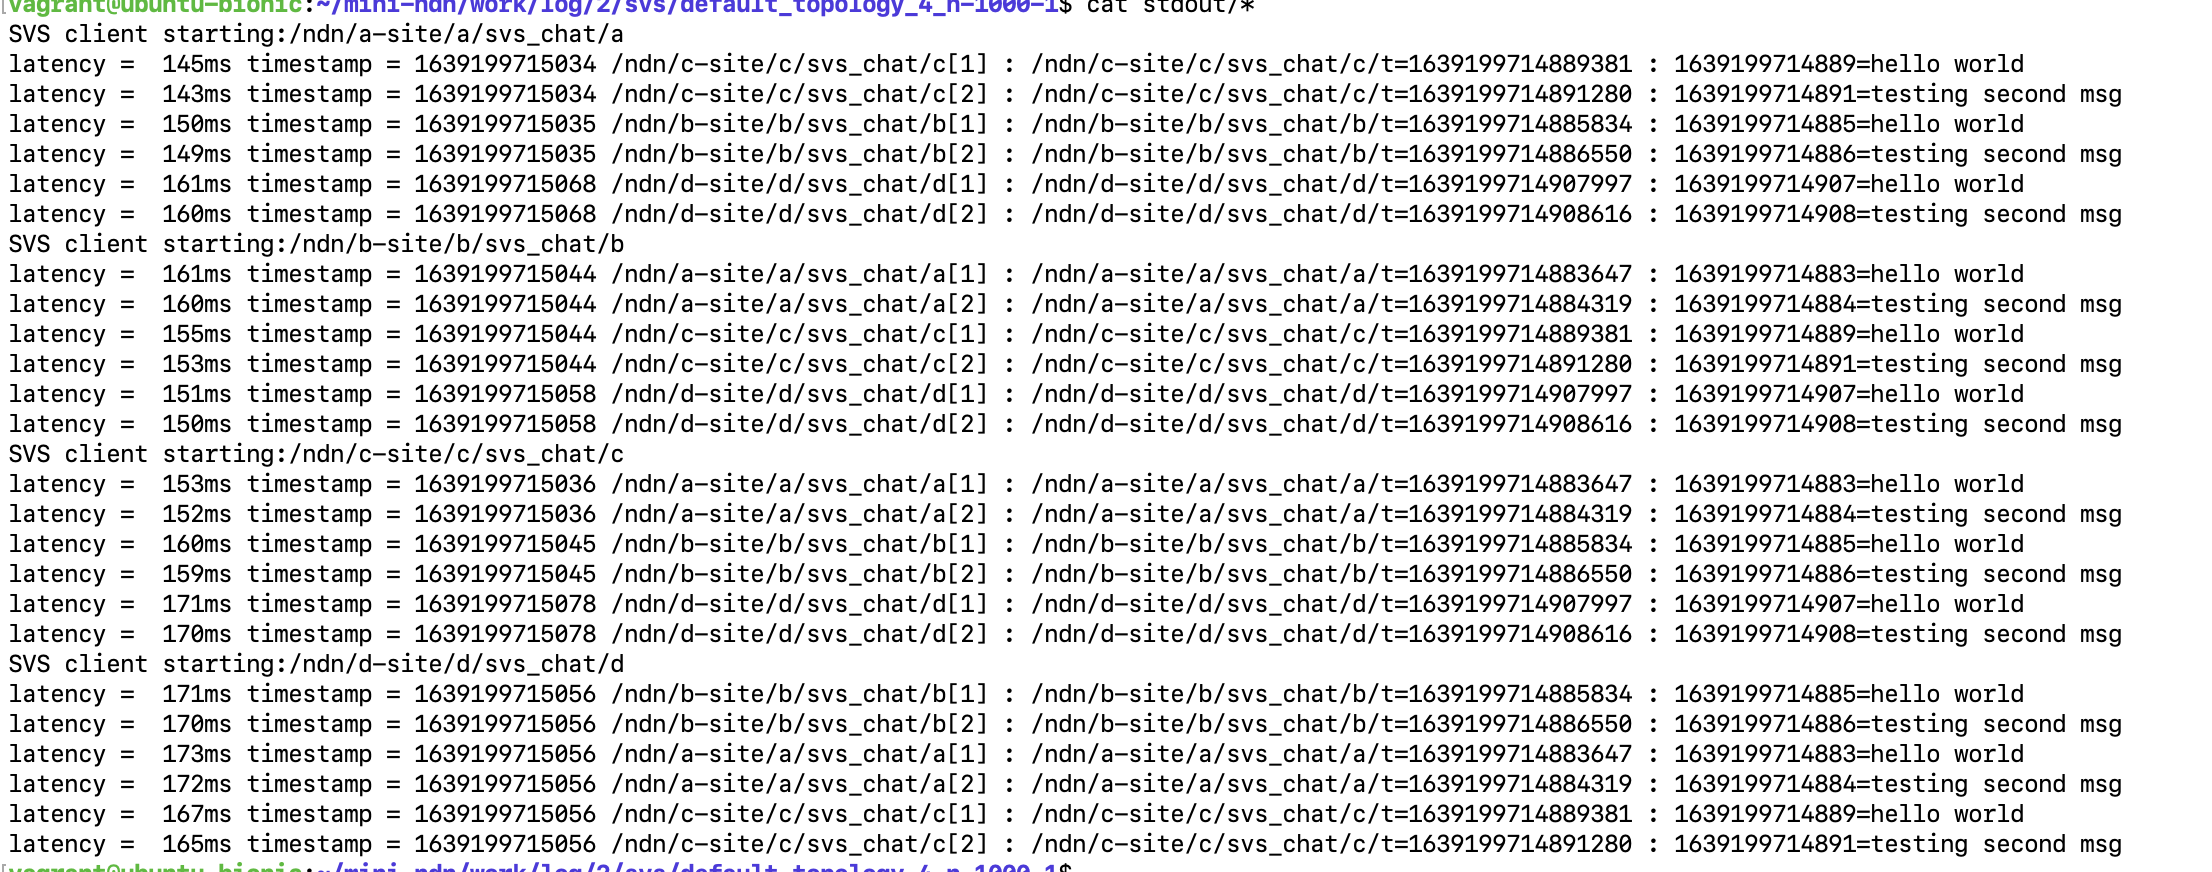 vagrant@ubuntu-bionic:~/mini-ndn/work/log/2/svs/default_topology_4_n-1000-1$ cat stdout/*
SVS client starting:/ndn/a-site/a/svs_chat/a
latency =  145ms timestamp = 1639199715034 /ndn/c-site/c/svs_chat/c[1] : /ndn/c-site/c/svs_chat/c/t=1639199714889381 : 1639199714889=hello world
latency =  143ms timestamp = 1639199715034 /ndn/c-site/c/svs_chat/c[2] : /ndn/c-site/c/svs_chat/c/t=1639199714891280 : 1639199714891=testing second msg
latency =  150ms timestamp = 1639199715035 /ndn/b-site/b/svs_chat/b[1] : /ndn/b-site/b/svs_chat/b/t=1639199714885834 : 1639199714885=hello world
latency =  149ms timestamp = 1639199715035 /ndn/b-site/b/svs_chat/b[2] : /ndn/b-site/b/svs_chat/b/t=1639199714886550 : 1639199714886=testing second msg
latency =  161ms timestamp = 1639199715068 /ndn/d-site/d/svs_chat/d[1] : /ndn/d-site/d/svs_chat/d/t=1639199714907997 : 1639199714907=hello world
latency =  160ms timestamp = 1639199715068 /ndn/d-site/d/svs_chat/d[2] : /ndn/d-site/d/svs_chat/d/t=1639199714908616 : 1639199714908=testing second msg
SVS client starting:/ndn/b-site/b/svs_chat/b
latency =  161ms timestamp = 1639199715044 /ndn/a-site/a/svs_chat/a[1] : /ndn/a-site/a/svs_chat/a/t=1639199714883647 : 1639199714883=hello world
latency =  160ms timestamp = 1639199715044 /ndn/a-site/a/svs_chat/a[2] : /ndn/a-site/a/svs_chat/a/t=1639199714884319 : 1639199714884=testing second msg
latency =  155ms timestamp = 1639199715044 /ndn/c-site/c/svs_chat/c[1] : /ndn/c-site/c/svs_chat/c/t=1639199714889381 : 1639199714889=hello world
latency =  153ms timestamp = 1639199715044 /ndn/c-site/c/svs_chat/c[2] : /ndn/c-site/c/svs_chat/c/t=1639199714891280 : 1639199714891=testing second msg
latency =  151ms timestamp = 1639199715058 /ndn/d-site/d/svs_chat/d[1] : /ndn/d-site/d/svs_chat/d/t=1639199714907997 : 1639199714907=hello world
latency =  150ms timestamp = 1639199715058 /ndn/d-site/d/svs_chat/d[2] : /ndn/d-site/d/svs_chat/d/t=1639199714908616 : 1639199714908=testing second msg
SVS client starting:/ndn/c-site/c/svs_chat/c
latency =  153ms timestamp = 1639199715036 /ndn/a-site/a/svs_chat/a[1] : /ndn/a-site/a/svs_chat/a/t=1639199714883647 : 1639199714883=hello world
latency =  152ms timestamp = 1639199715036 /ndn/a-site/a/svs_chat/a[2] : /ndn/a-site/a/svs_chat/a/t=1639199714884319 : 1639199714884=testing second msg
latency =  160ms timestamp = 1639199715045 /ndn/b-site/b/svs_chat/b[1] : /ndn/b-site/b/svs_chat/b/t=1639199714885834 : 1639199714885=hello world
latency =  159ms timestamp = 1639199715045 /ndn/b-site/b/svs_chat/b[2] : /ndn/b-site/b/svs_chat/b/t=1639199714886550 : 1639199714886=testing second msg
latency =  171ms timestamp = 1639199715078 /ndn/d-site/d/svs_chat/d[1] : /ndn/d-site/d/svs_chat/d/t=1639199714907997 : 1639199714907=hello world
latency =  170ms timestamp = 1639199715078 /ndn/d-site/d/svs_chat/d[2] : /ndn/d-site/d/svs_chat/d/t=1639199714908616 : 1639199714908=testing second msg
SVS client starting:/ndn/d-site/d/svs_chat/d
latency =  171ms timestamp = 1639199715056 /ndn/b-site/b/svs_chat/b[1] : /ndn/b-site/b/svs_chat/b/t=1639199714885834 : 1639199714885=hello world
latency =  170ms timestamp = 1639199715056 /ndn/b-site/b/svs_chat/b[2] : /ndn/b-site/b/svs_chat/b/t=1639199714886550 : 1639199714886=testing second msg
latency =  173ms timestamp = 1639199715056 /ndn/a-site/a/svs_chat/a[1] : /ndn/a-site/a/svs_chat/a/t=1639199714883647 : 1639199714883=hello world
latency =  172ms timestamp = 1639199715056 /ndn/a-site/a/svs_chat/a[2] : /ndn/a-site/a/svs_chat/a/t=1639199714884319 : 1639199714884=testing second msg
latency =  167ms timestamp = 1639199715056 /ndn/c-site/c/svs_chat/c[1] : /ndn/c-site/c/svs_chat/c/t=1639199714889381 : 1639199714889=hello world
latency =  165ms timestamp = 1639199715056 /ndn/c-site/c/svs_chat/c[2] : /ndn/c-site/c/svs_chat/c/t=1639199714891280 : 1639199714891=testing second msg
vagrant@ubuntu-bionic:~/mini-ndn/work/log/2/svs/default_topology_4_n-1000-1$